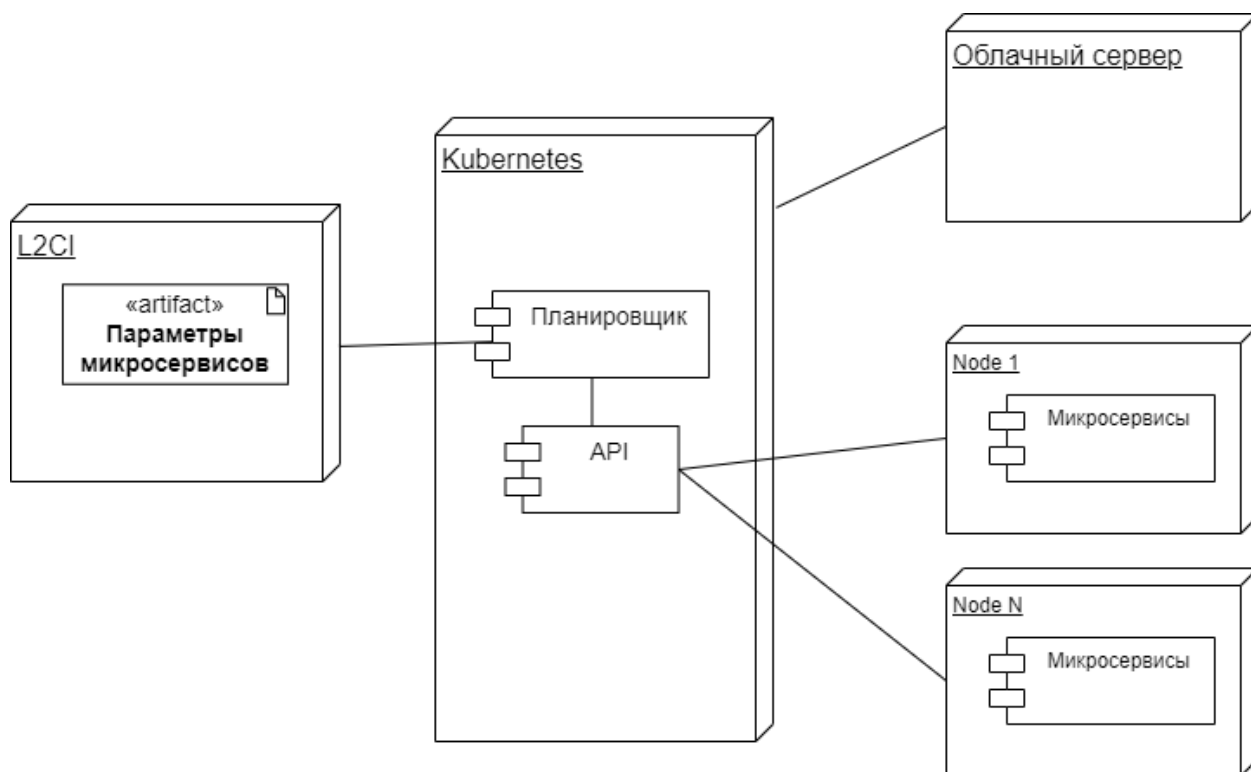 Облачный сервер
Kubernetes
L2CI
«artifact»
Параметры
микросервисов
Планировщик
API
Node 1
Микросервисы
Node N
Микросервисы